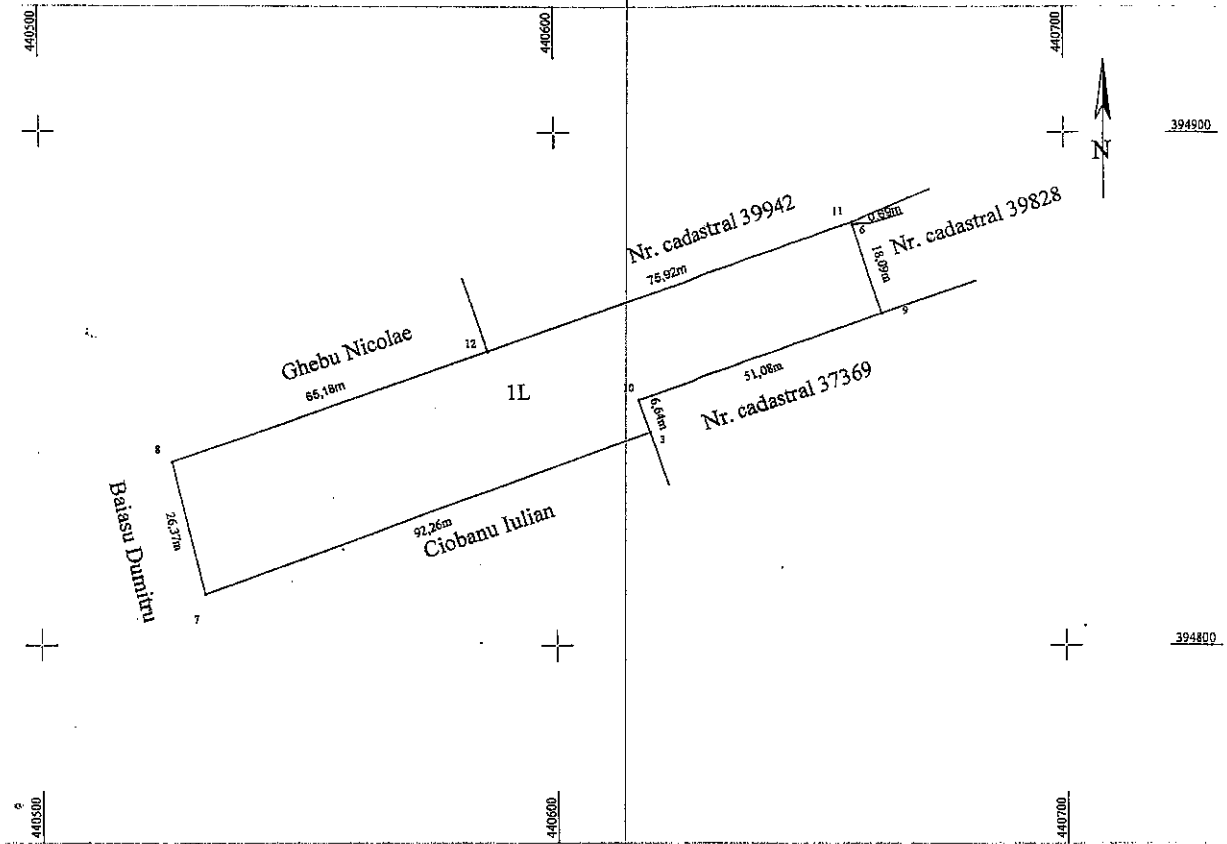 440500
440600
440700
394900
N
Nr. cadastral 39942
11
6
Nr. cadastral 39828
75,92m
18,09m
9
Ghebu Nicolae
12
65,18m
1L
10
51,08m
Nr. cadastral 37369
6,64m
3
8
Baiasu Dumitru
26,37m
92,26m
Ciobanu Iulian
7
394800
440500
440600
440700